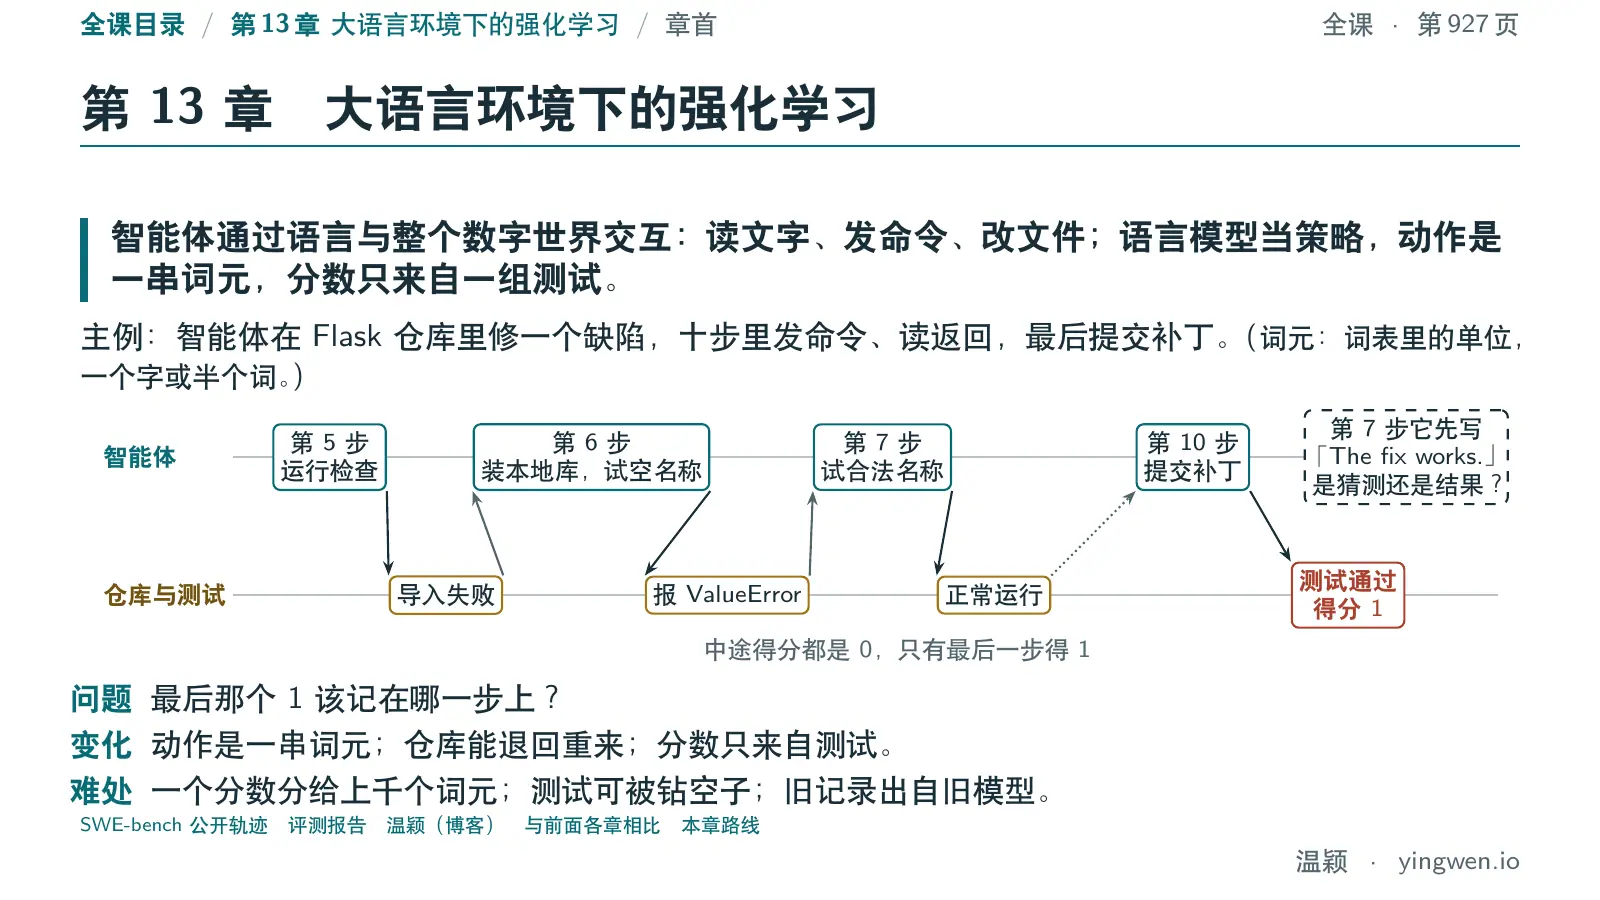 全课目录 / 第 13 章 大语言环境下的强化学习 / 章首
全课 · 第 927 页
第 13 章 大语言环境下的强化学习
智能体通过语言与整个数字世界交互：读文字、发命令、改文件；语言模型当策略，动作是
一串词元，分数只来自一组测试。
主例：智能体在 Flask 仓库里修一个缺陷，十步里发命令、读返回，最后提交补丁。（词元：词表里的单位，
一个字或半个词。）
智能体
第 5 步
运行检查
第 6 步
装本地库，试空名称
第 7 步
试合法名称
第 10 步
提交补丁
第 7 步它先写
「The fix works.」
是猜测还是结果？
仓库与测试
导入失败
报 ValueError
正常运行
测试通过
得分 1
中途得分都是 0，只有最后一步得 1
问题 最后那个 1 该记在哪一步上？
变化 动作是一串词元；仓库能退回重来；分数只来自测试。
难处 一个分数分给上千个词元；测试可被钻空子；旧记录出自旧模型。
SWE-bench 公开轨迹 评测报告 温颖（博客） 与前面各章相比 本章路线
温颖 · yingwen.io